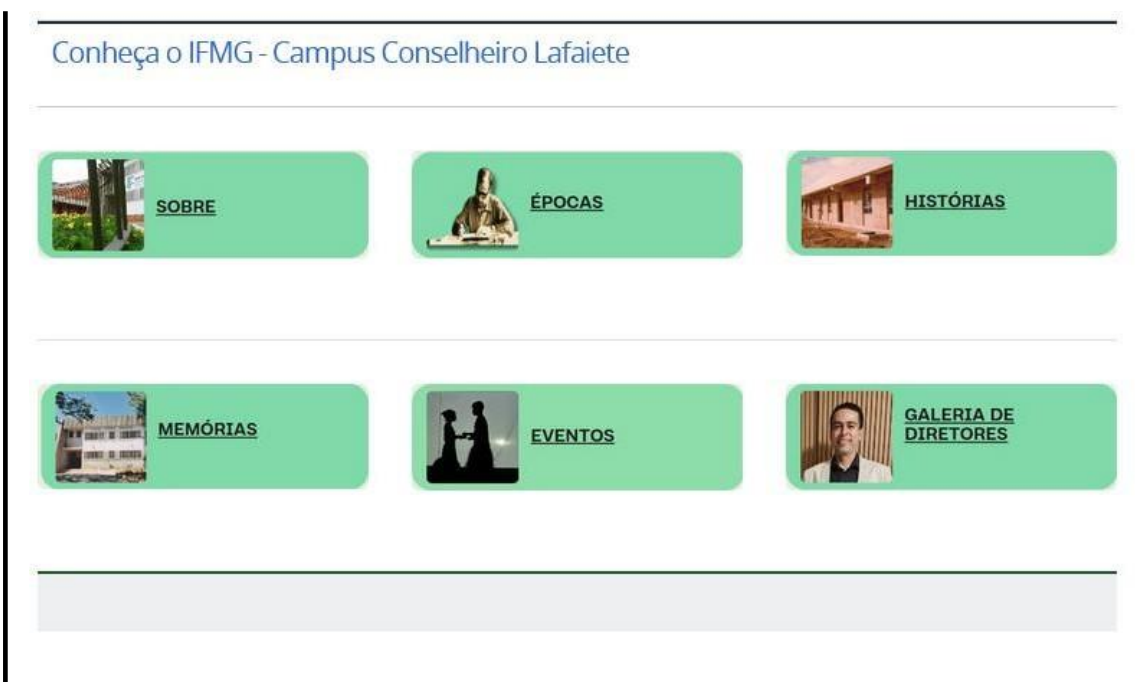 Conheça o IFMG - Campus Conselheiro Lafaiete
SOBRE
ÉPOCAS
HISTÓRIAS
MEMÓRIAS
EVENTOS
GALERIA DE
DIRETORES